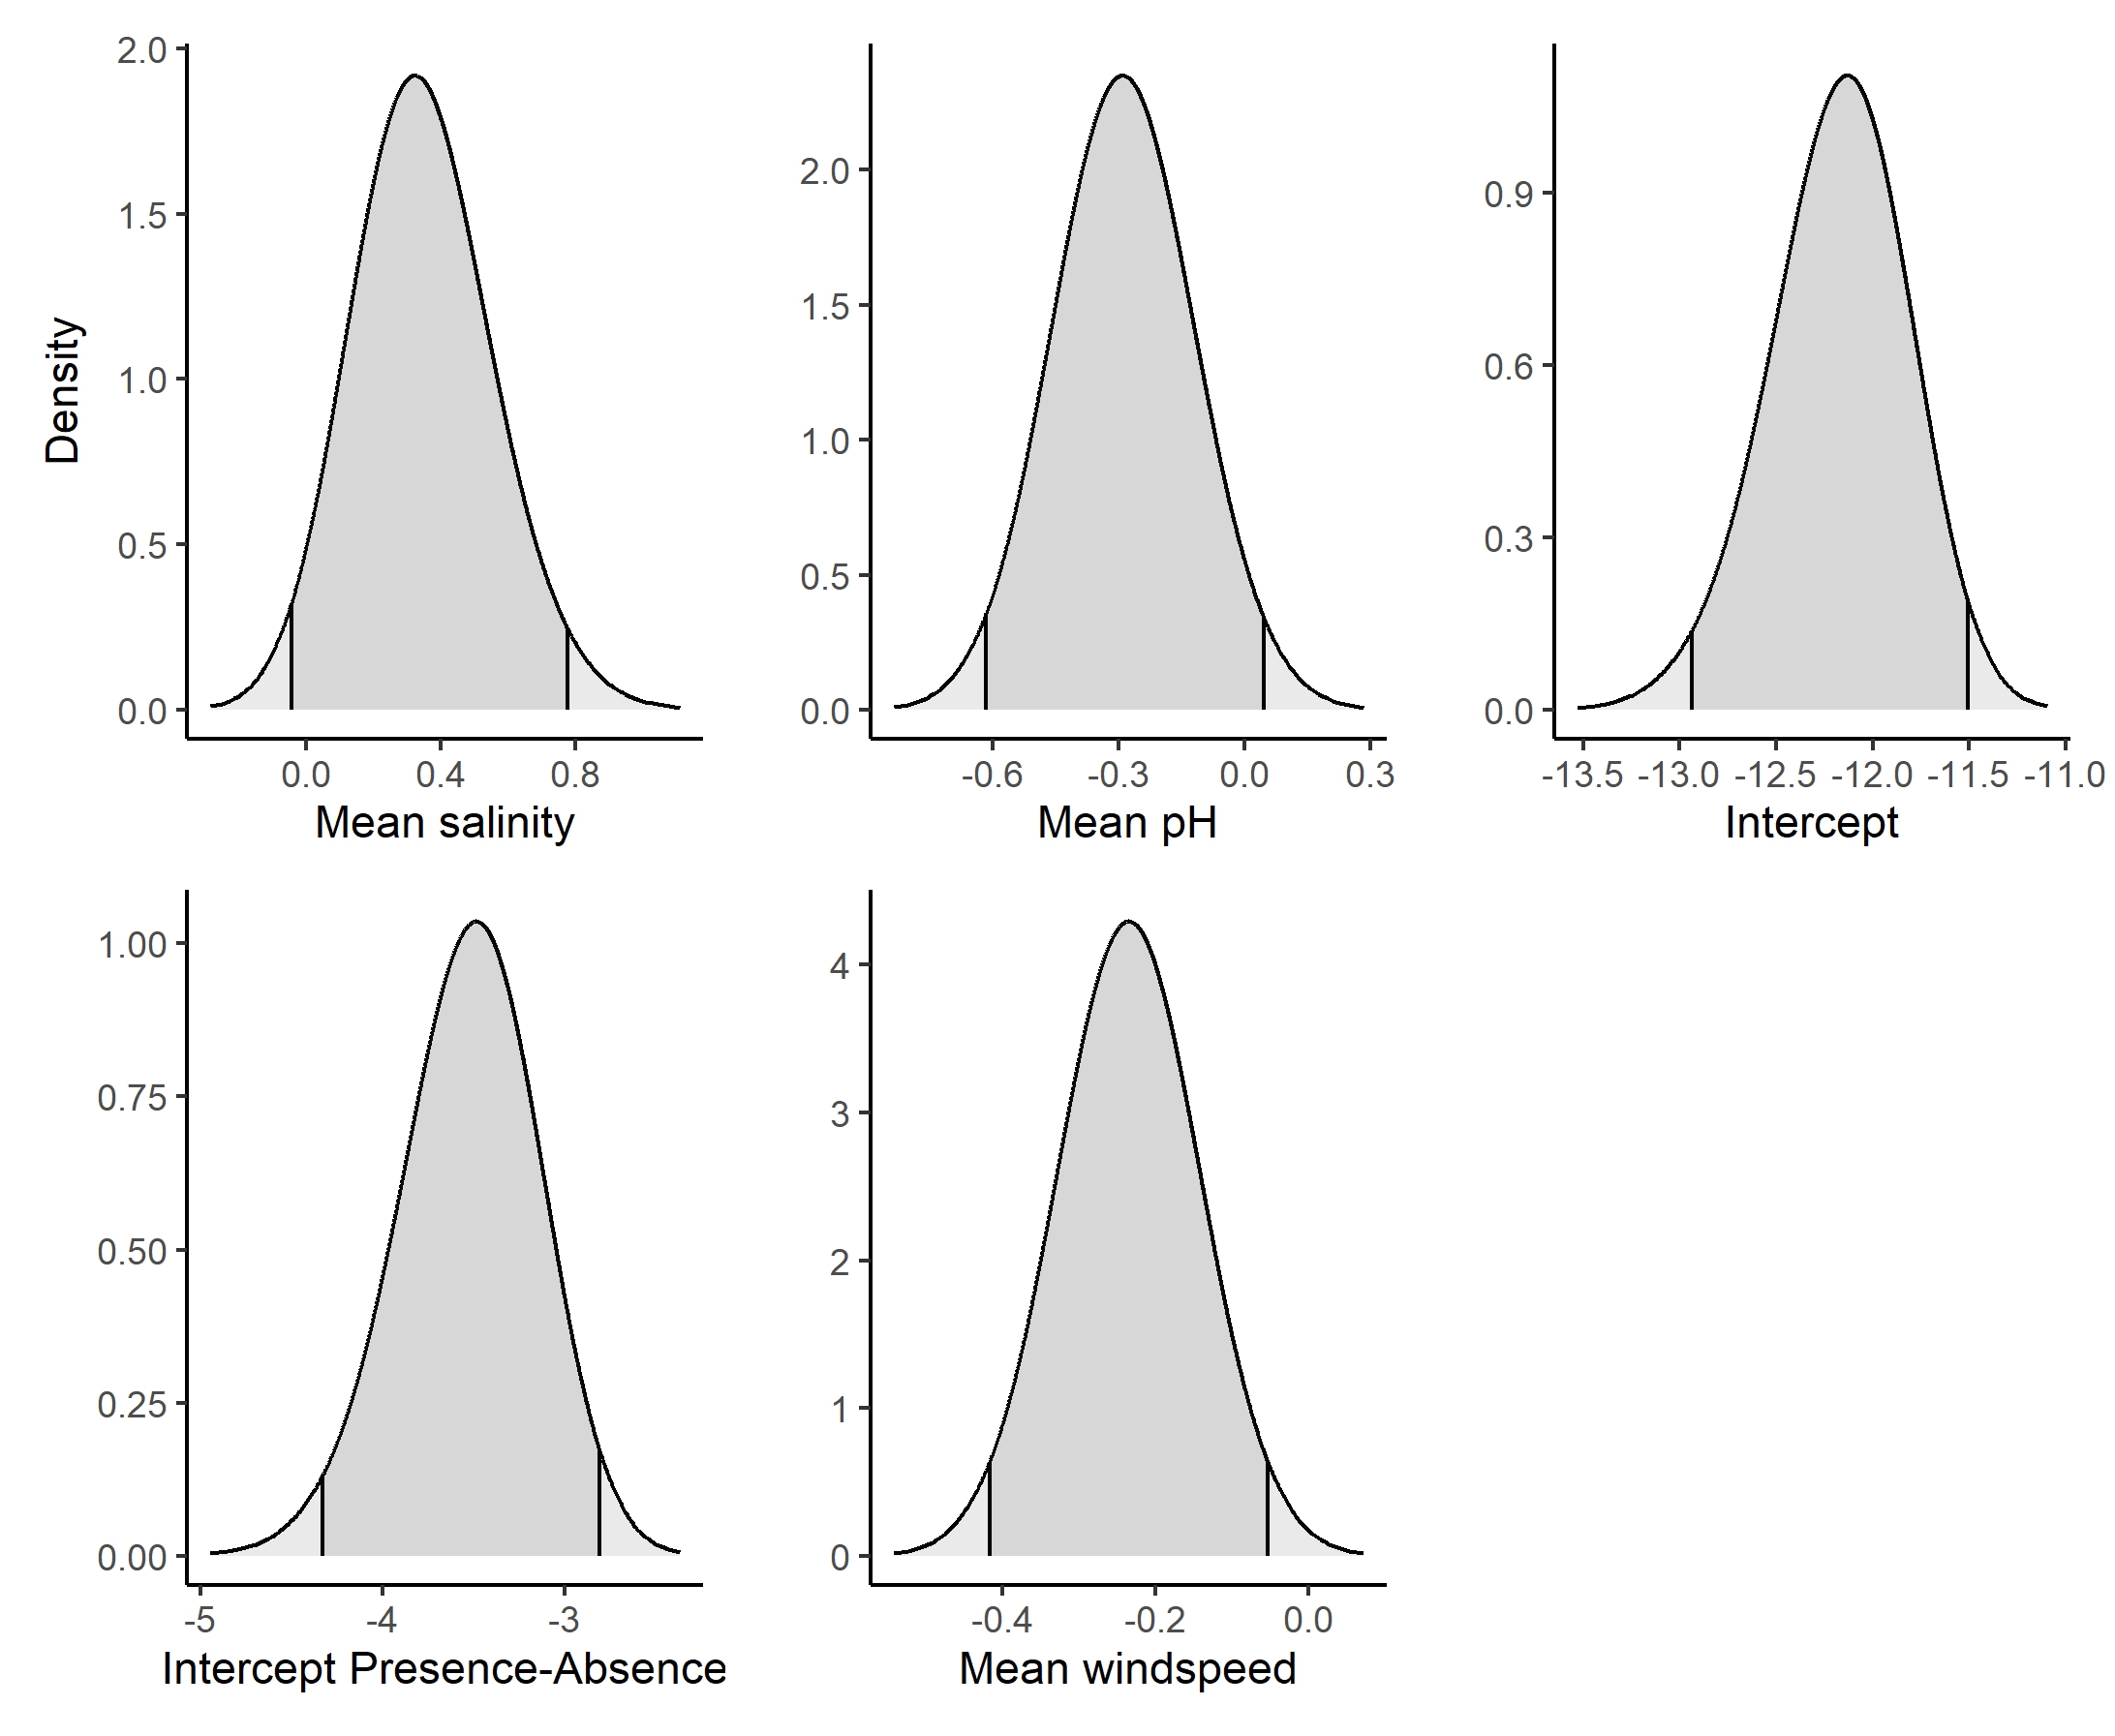 Density
2.0
1.5
1.0
0.5
0.0
0.0 0.4 0.8
Mean salinity
2.0
1.5
1.0
0.5
0.0
-0.6 -0.3 0.0 0.3
Mean pH
0.9
0.6
0.3
0.0
-13.5 -13.0 -12.5 -12.0 -11.5 -11.0
Intercept
1.00
0.75
0.50
0.25
0.00
-5 -4 -3
Intercept Presence-Absence
4
3
2
1
0
-0.4 -0.2 0.0
Mean windspeed